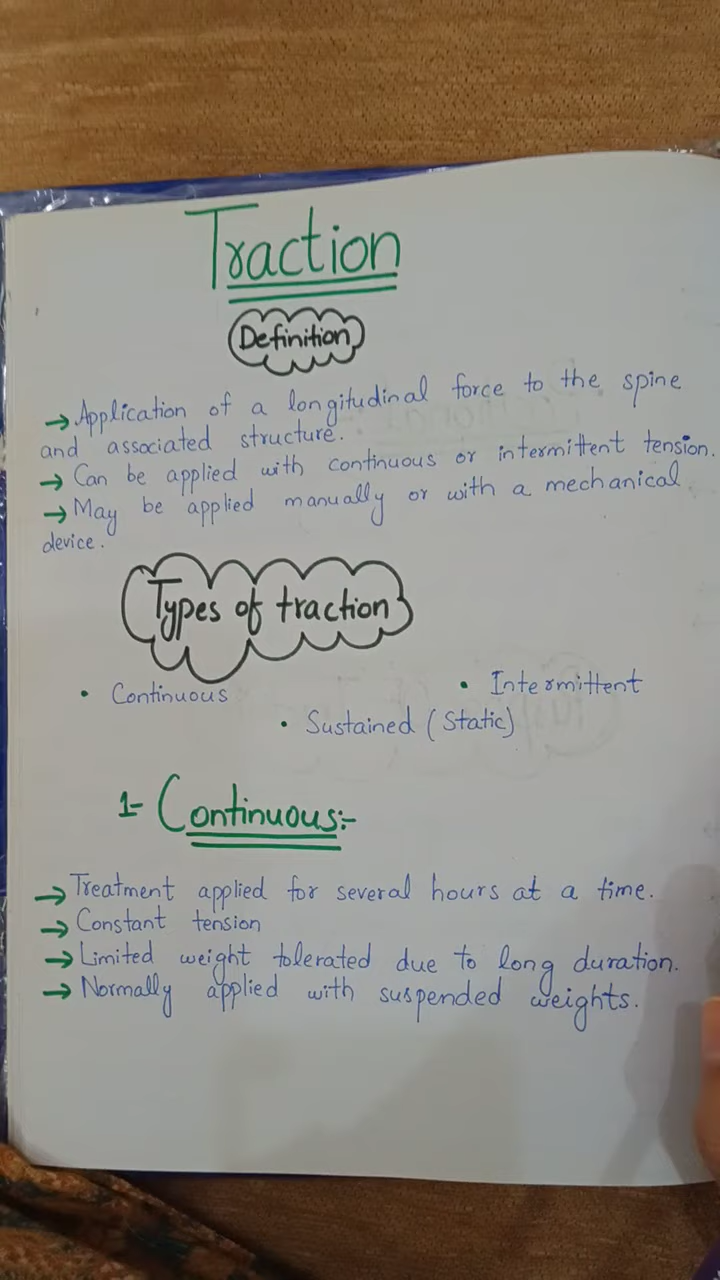 Traction
Definition
→ Application of a longitudinal force to the spine
and associated structure.
→ Can be applied with continuous or intermittent tension.
→ May be applied manually or with a mechanical
device.
Types of traction
• Continuous
• Intermittent
• Sustained (Static)
1- Continuous:-
→ Treatment applied for several hours at a time.
→ Constant tension
→ Limited weight tolerated due to long duration.
→ Normally applied with suspended weights.